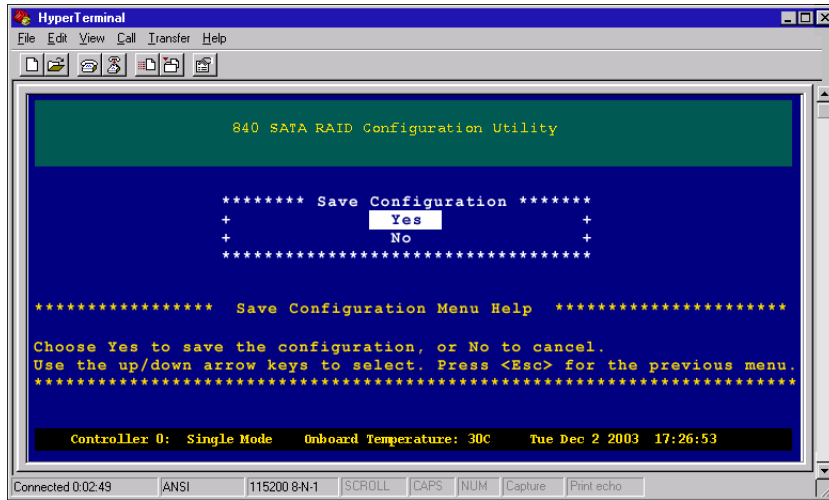 HyperTerminal
File Edit View Call Transfer Help
840 SATA RAID Configuration Utility
******** Save Configuration *******
+ Yes +
+ No +
***********************************
***************** Save Configuration Menu Help **********************
Choose Yes to save the configuration, or No to cancel.
Use the up/down arrow keys to select. Press <Esc> for the previous menu.
************************************************************************
Controller 0: Single Mode Onboard Temperature: 30C Tue Dec 2 2003 17:26:53
Connected 0:02:49 ANSI 115200 8-N-1 SCROLL CAPS NUM Capture Print echo